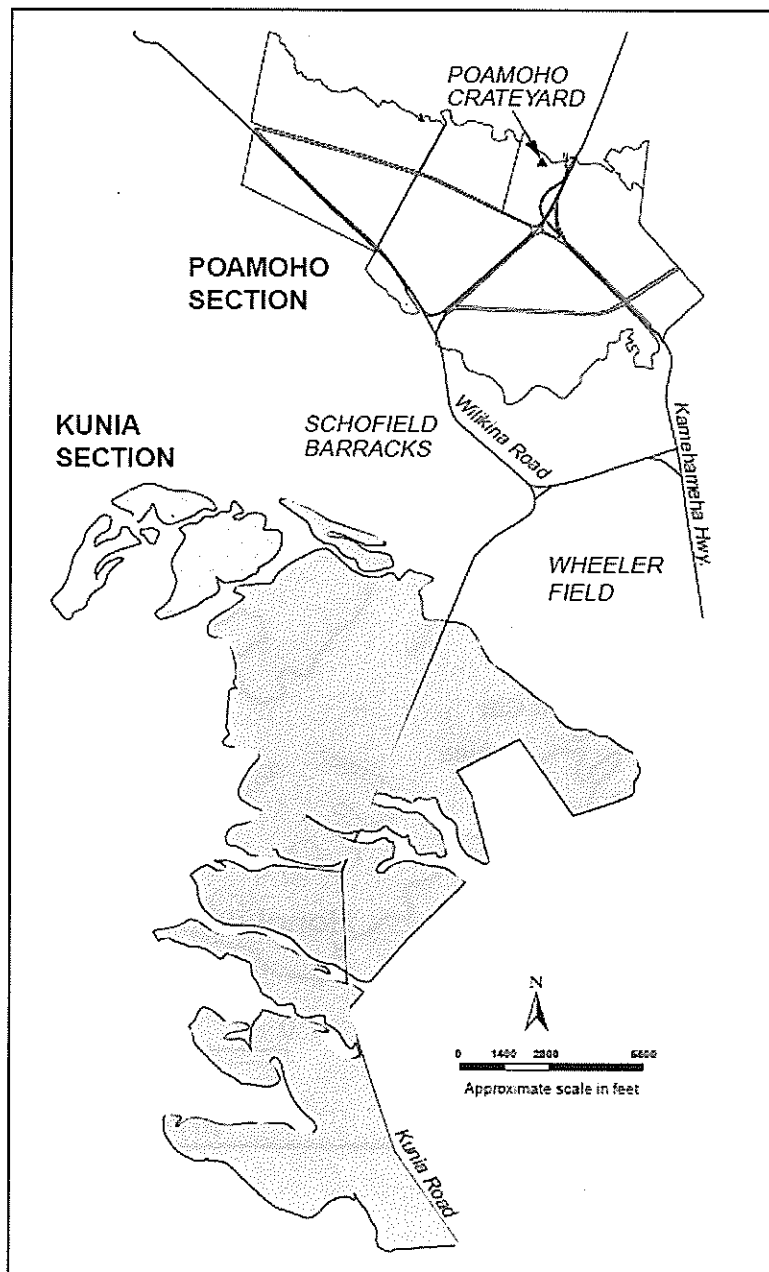 POAMOHO
CRATEYARD
POAMOHO
SECTION
KUNIA
SECTION
SCHOFIELD
BARRACKS
Wilikina Road
Kamehameha Hwy.
WHEELER
FIELD
N
0 1400 2800 5600
Approximate scale in feet
Kunia Road